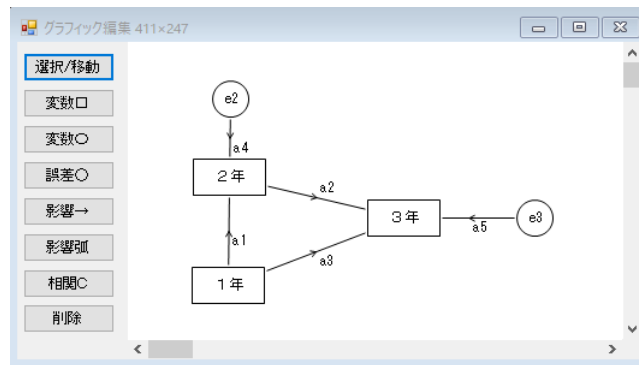 グラフィック編集 411×247
選択/移動
変数□
変数○
誤差○
影響→
影響弧
相関C
削除
e2
a4
２年
a2
３年
a5
e3
a1
a3
１年